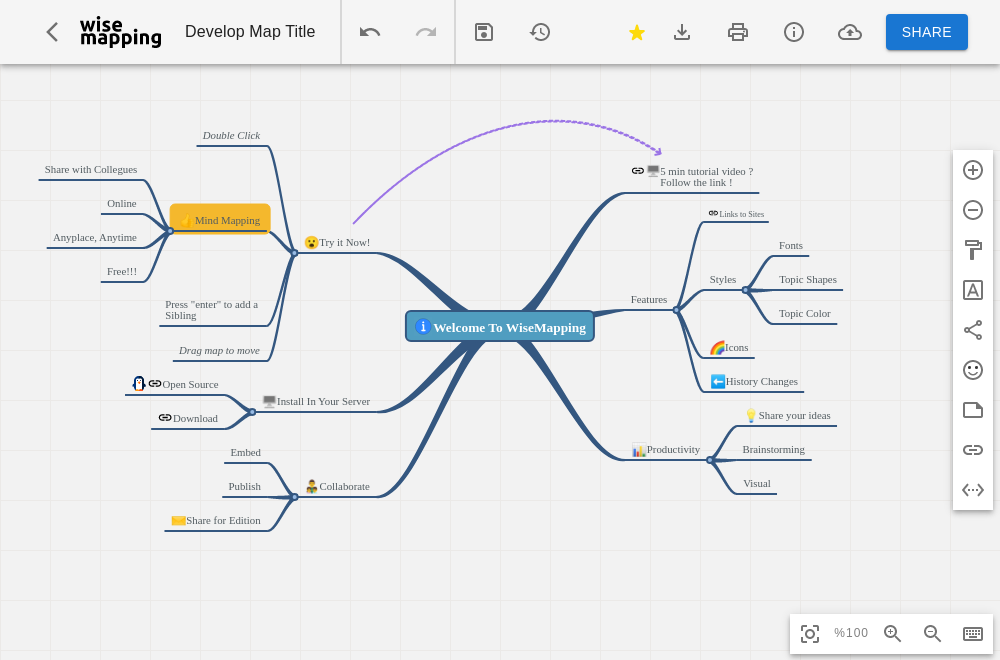 wise
mapping
Develop Map Title
SHARE
Double Click
Share with Collegues
Online
Mind Mapping
Anyplace, Anytime
Free!!!
Try it Now!
Press "enter" to add a
Sibling
Drag map to move
Open Source
Install In Your Server
Download
Embed
Publish
Collaborate
Share for Edition
Welcome To WiseMapping
5 min tutorial video ?
Follow the link !
Links to Sites
Fonts
Styles
Topic Shapes
Features
Topic Color
Icons
History Changes
Share your ideas
Productivity
Brainstorming
Visual
A
%100